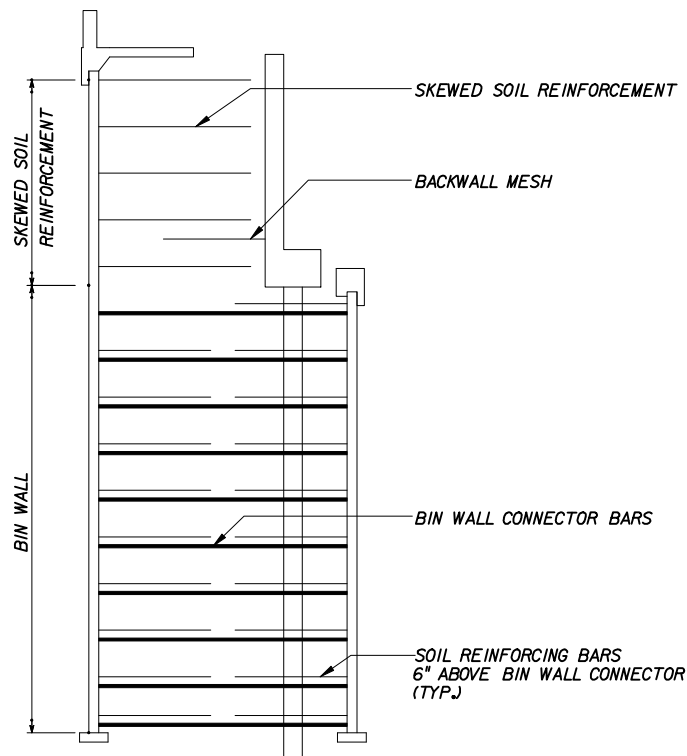 SKEWED SOIL REINFORCEMENT
SKEWED SOIL
REINFORCEMENT
BACKWALL MESH
BIN WALL
BIN WALL CONNECTOR BARS
SOIL REINFORCING BARS
6" ABOVE BIN WALL CONNECTOR
(TYP.)